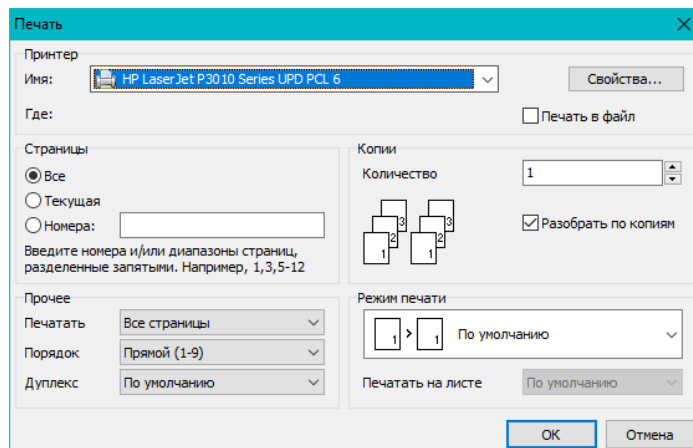 Печать
Принтер
Имя: HP LaserJet P3010 Series UPD PCL 6 Свойства...
Где: Печать в файл
Страницы
Все
Текущая
Номера:
Введите номера и/или диапазоны страниц,
разделенные запятыми. Например, 1,3,5-12
Копии
Количество 1
3 3
2 2
1 1
Разобрать по копиям
Прочее
Печатать Все страницы
Порядок Прямой (1-9)
Дуплекс По умолчанию
Режим печати
1 > 1 По умолчанию
Печатать на листе По умолчанию
OK Отмена